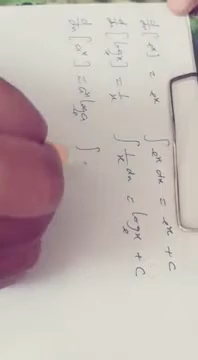 d/dx [eˣ] = eˣ ∫ eˣ dx = eˣ + c
d/dx [logₑx] = 1/x ∫ 1/x dx = logₑx + c
d/dx [aˣ] = aˣ logₑa ∫